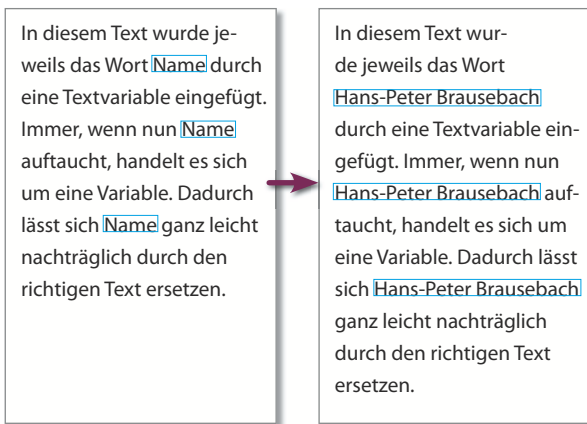 In diesem Text wurde je-
weils das Wort Name durch
eine Textvariable eingefügt.
Immer, wenn nun Name
auftaucht, handelt es sich
um eine Variable. Dadurch
lässt sich Name ganz leicht
nachträglich durch den
richtigen Text ersetzen.
In diesem Text wur-
de jeweils das Wort
Hans-Peter Brausebach
durch eine Textvariable ein-
gefügt. Immer, wenn nun
Hans-Peter Brausebach auf-
taucht, handelt es sich um
eine Variable. Dadurch lässt
sich Hans-Peter Brausebach
ganz leicht nachträglich
durch den richtigen Text
ersetzen.